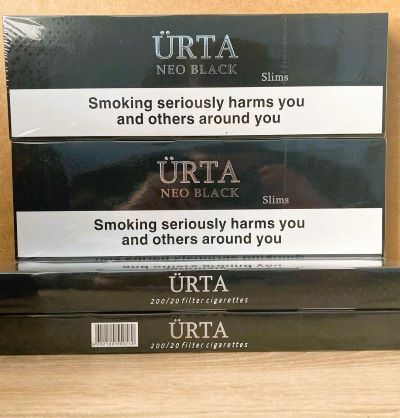 ÜRTA
NEO BLACK
Slims
Smoking seriously harms you
and others around you
ÜRTA
NEO BLACK
Slims
Smoking seriously harms you
and others around you
ÜRTA
200/20 filter cigarettes
ÜRTA
200/20 filter cigarettes